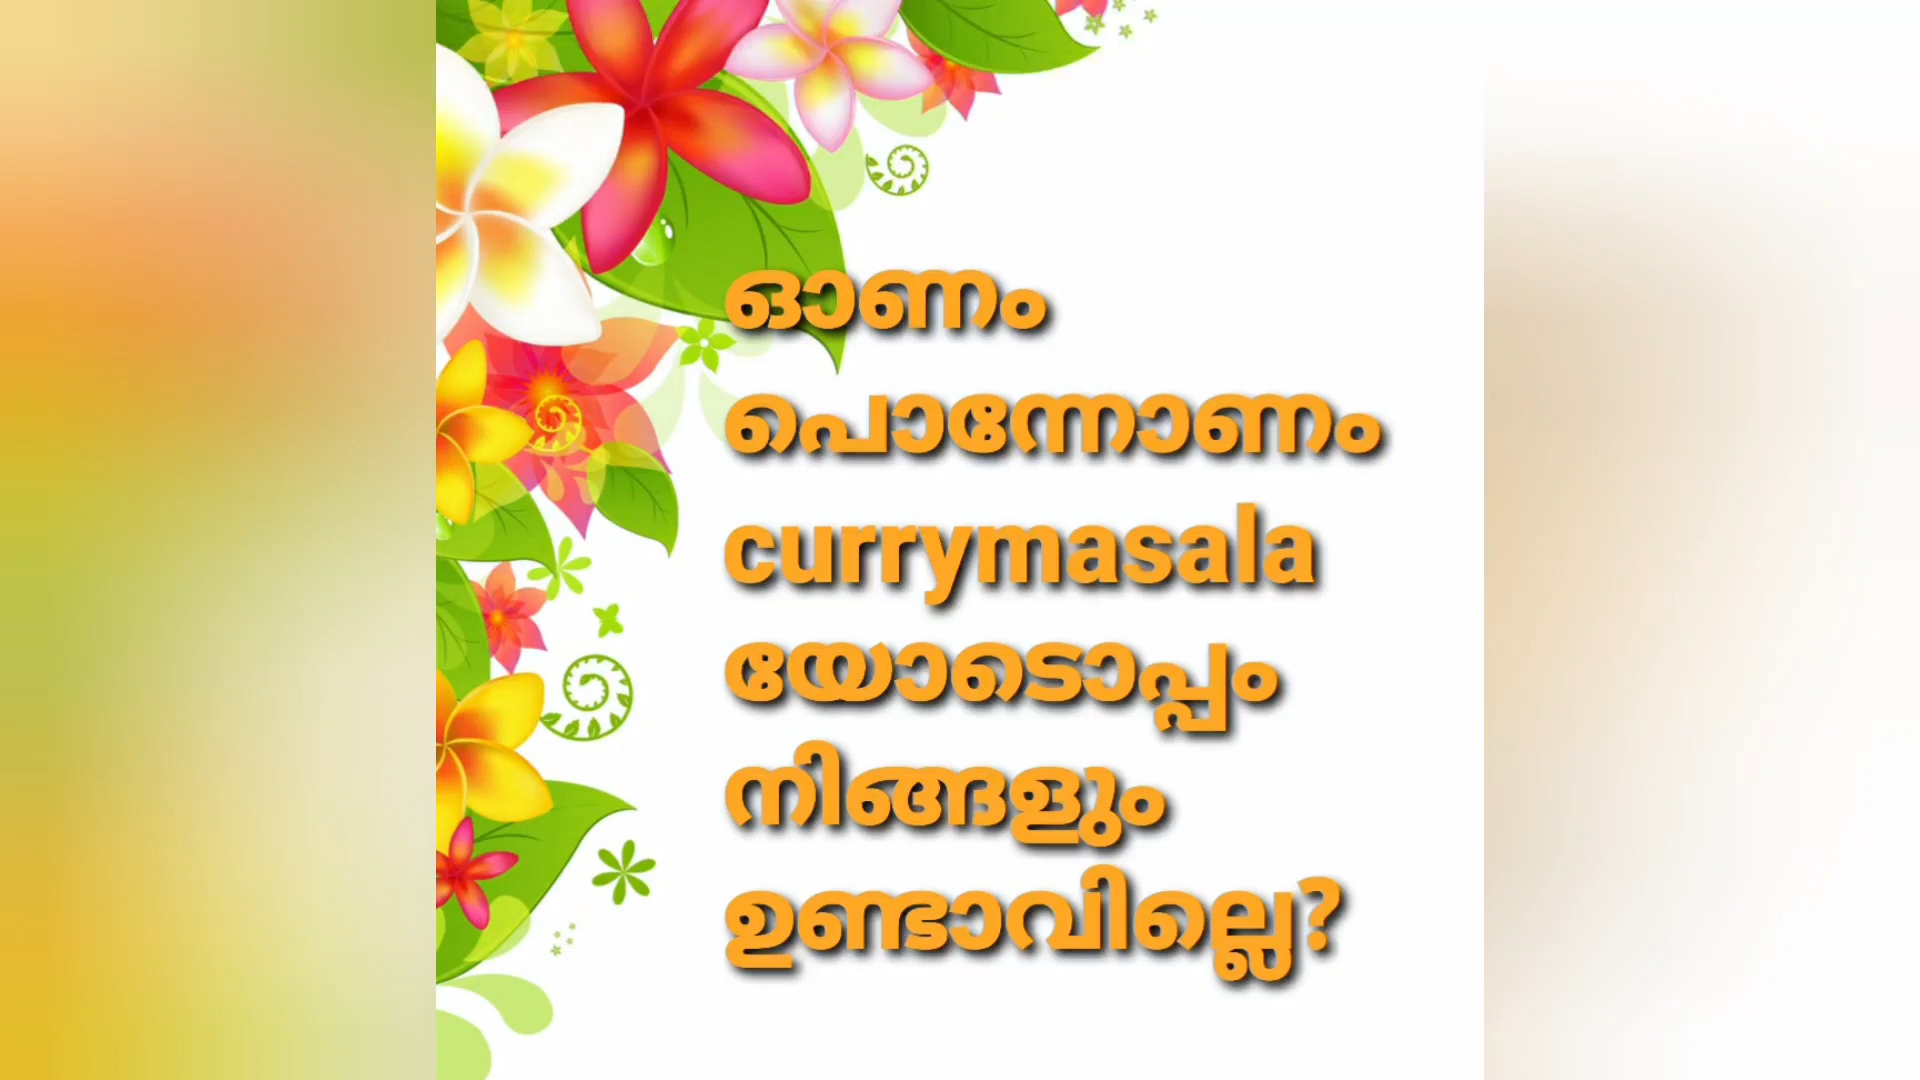 ഓണം
പൊന്നോണം
currymasala
യോടൊപ്പം
നിങ്ങളും
ഉണ്ടാവില്ലെ?